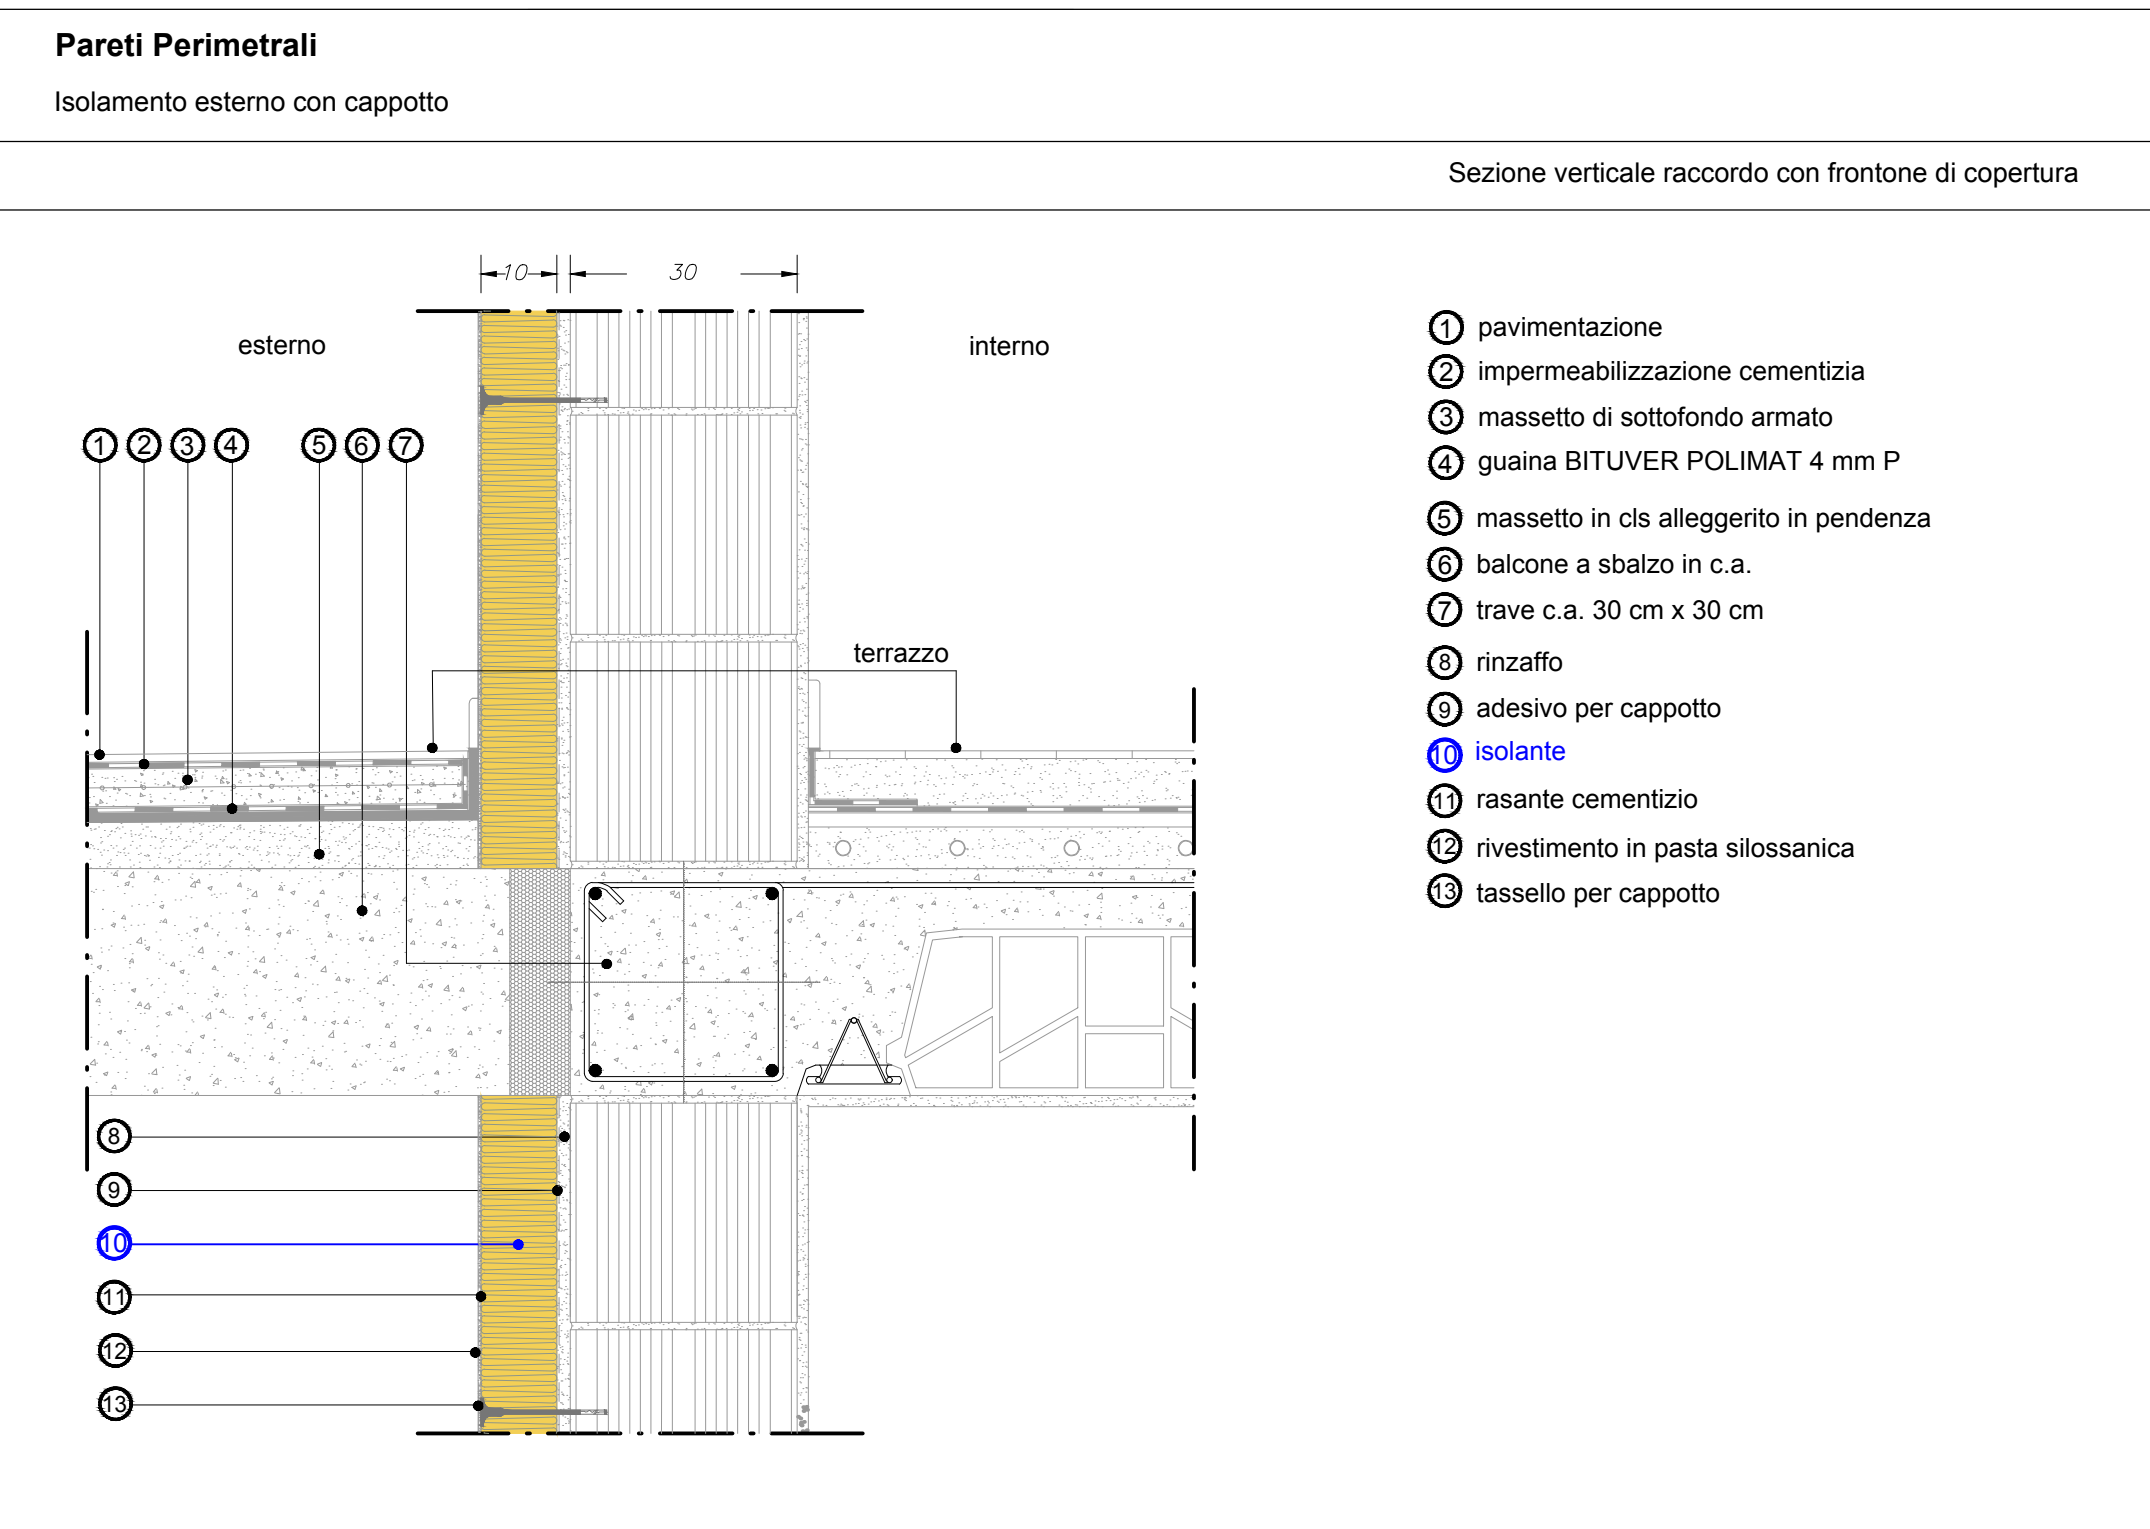 Pareti Perimetrali
Isolamento esterno con cappotto
Sezione verticale raccordo con frontone di copertura
10 30
esterno
interno
1 2 3 4 5 6 7
terrazzo
8
9
10
11
12
13
1 pavimentazione
2 impermeabilizzazione cementizia
3 massetto di sottofondo armato
4 guaina BITUVER POLIMAT 4 mm P
5 massetto in cls alleggerito in pendenza
6 balcone a sbalzo in c.a.
7 trave c.a. 30 cm x 30 cm
8 rinzaffo
9 adesivo per cappotto
10 isolante
11 rasante cementizio
12 rivestimento in pasta silossanica
13 tassello per cappotto